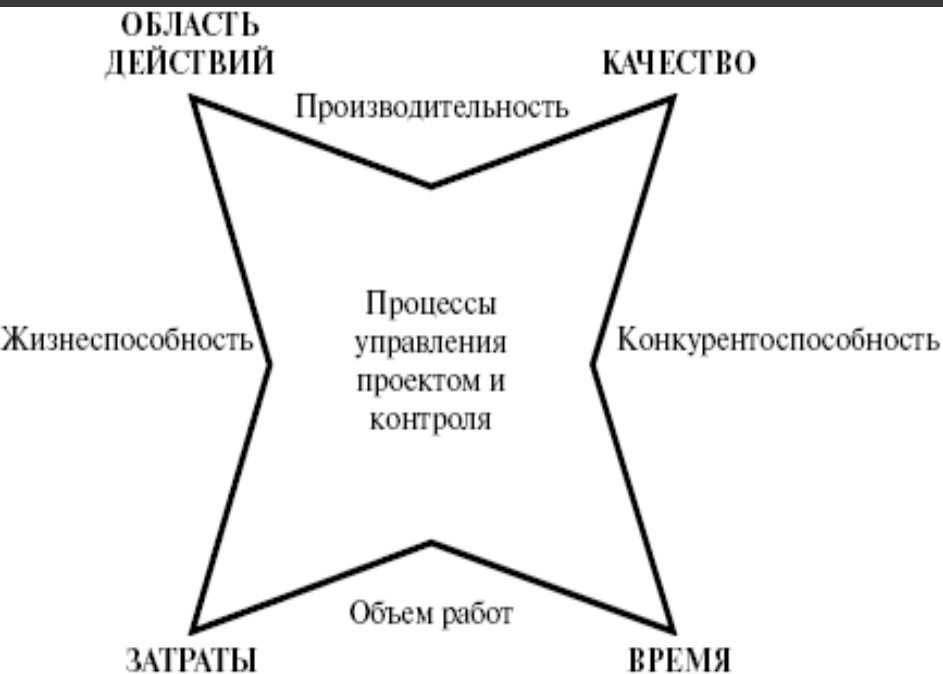 ОБЛАСТЬ
ДЕЙСТВИЙ
КАЧЕСТВО
Производительность
Процессы
управления
проектом и
контроля
Жизнеспособность
Конкурентоспособность
Объем работ
ЗАТРАТЫ
ВРЕМЯ